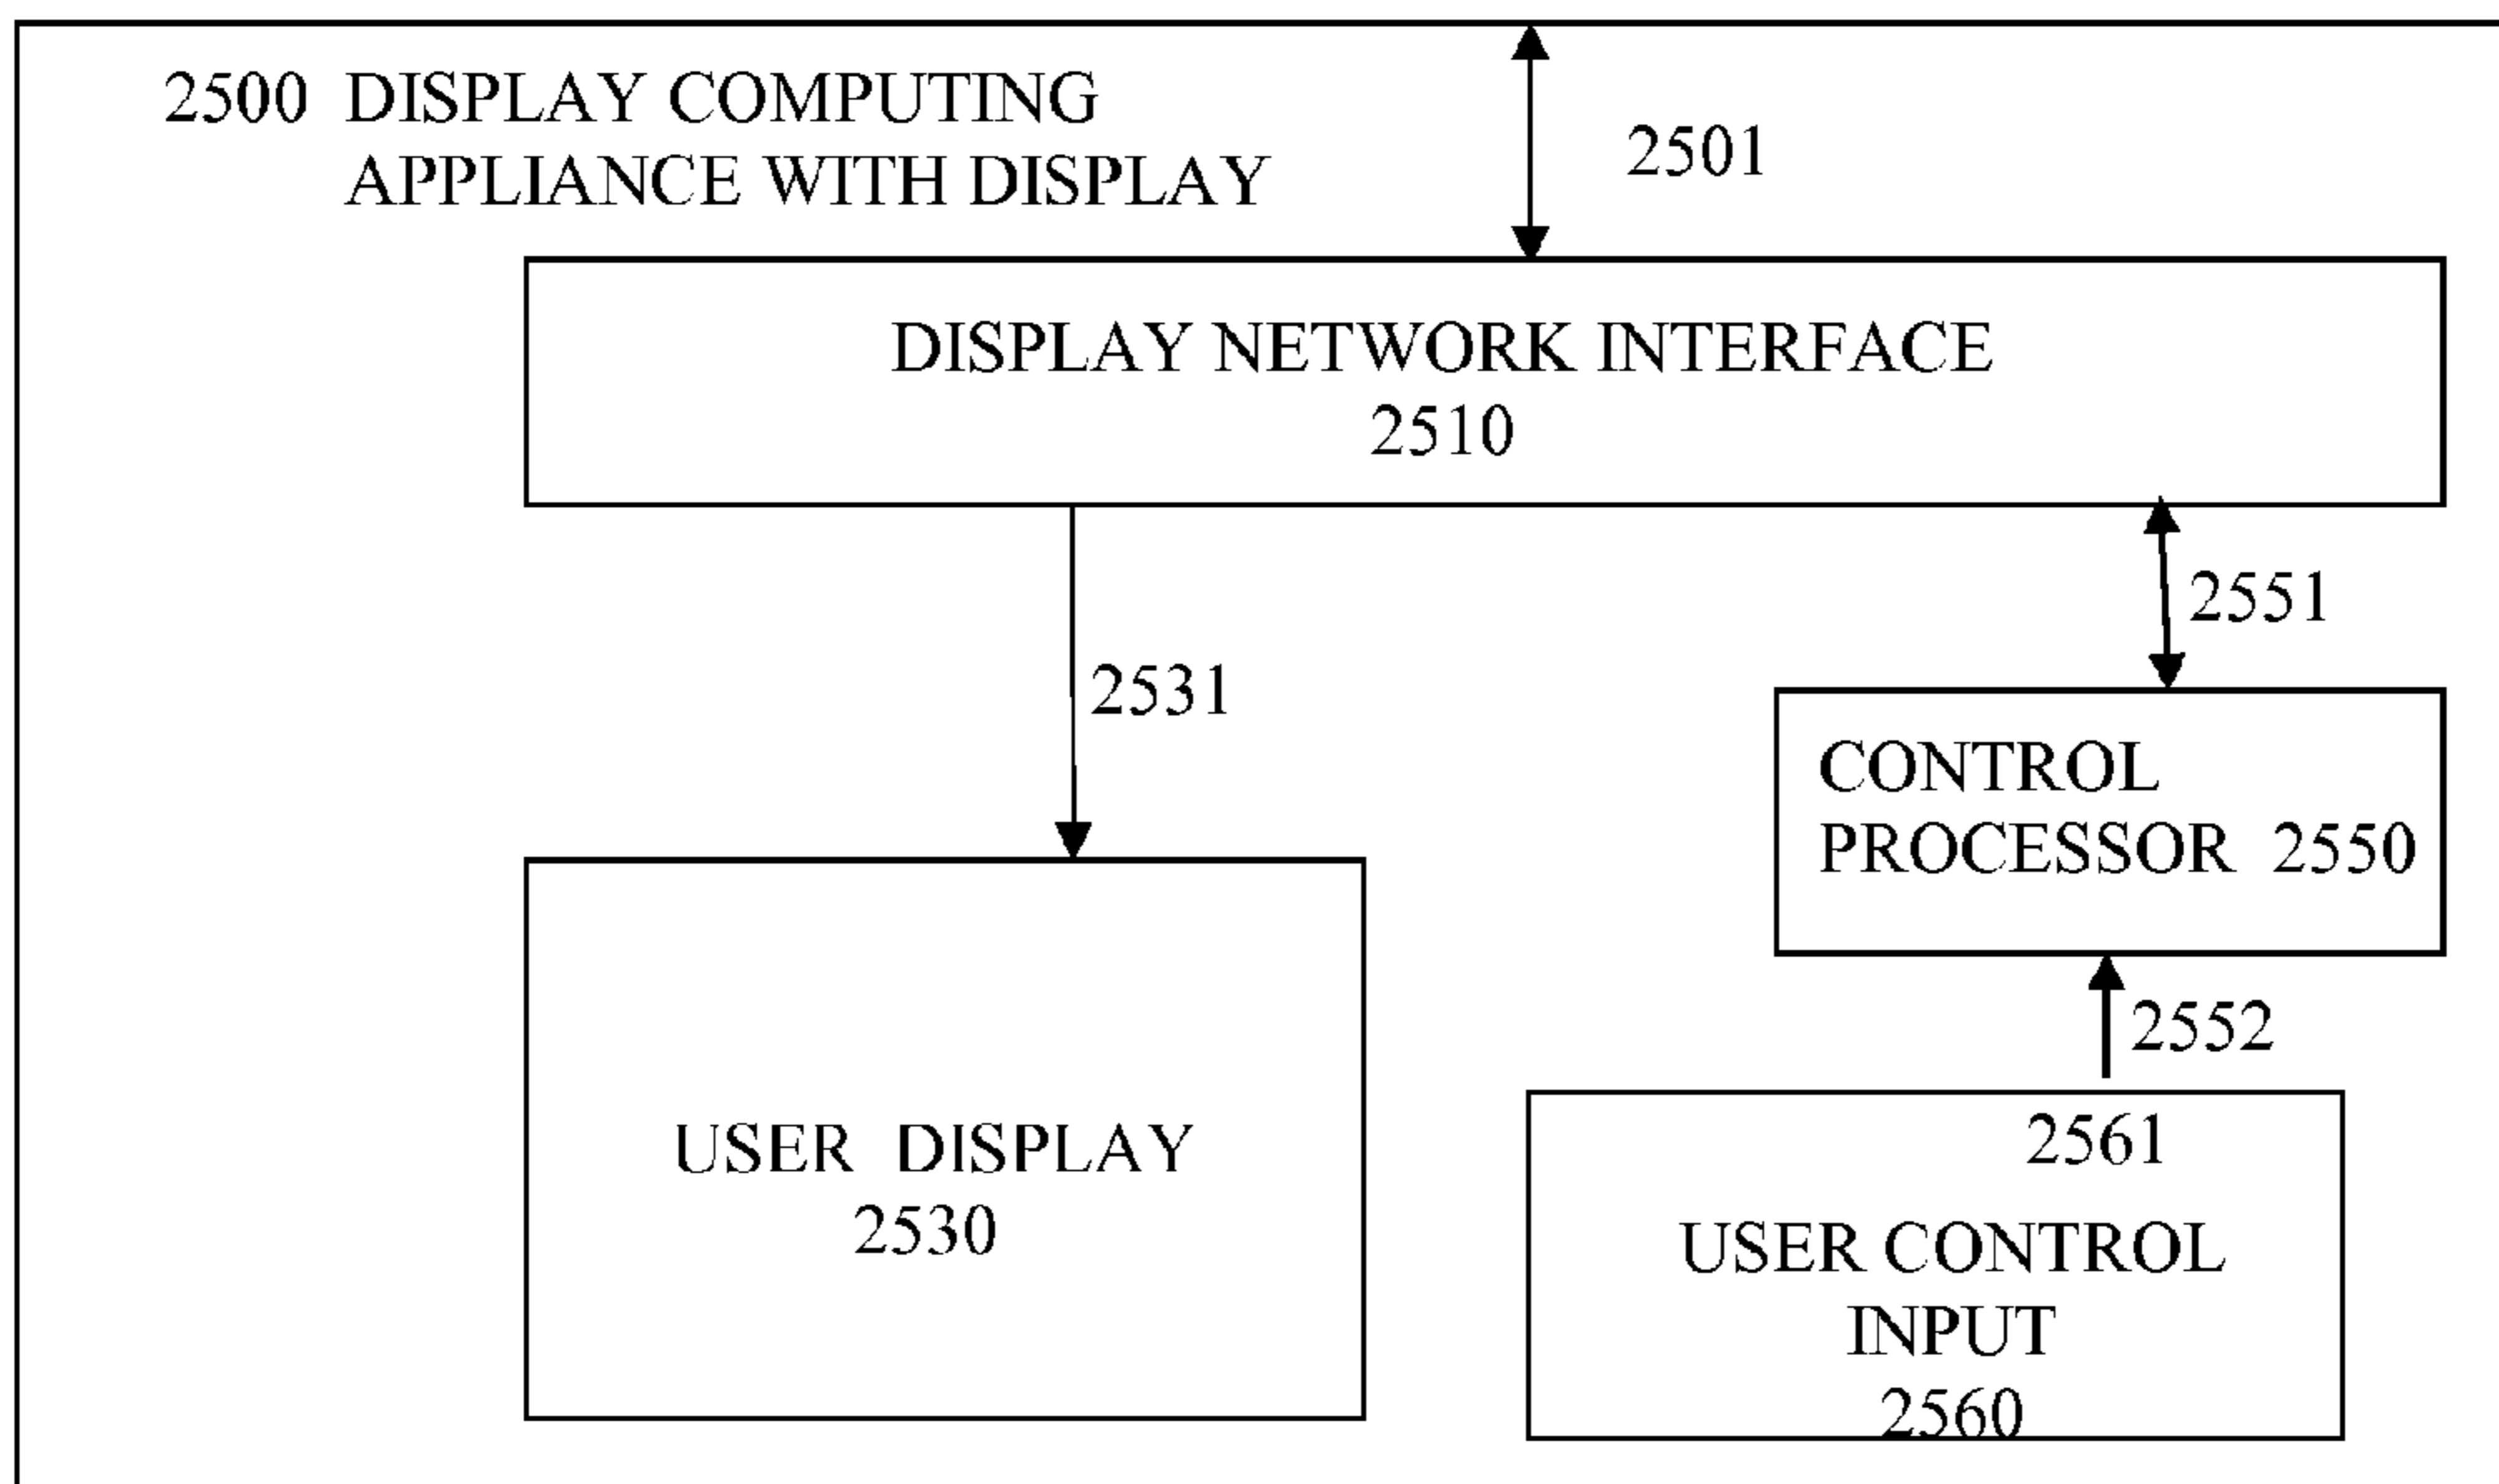 2500 DISPLAY COMPUTING
APPLIANCE WITH DISPLAY
2501
DISPLAY NETWORK INTERFACE
2510
2551
2531
CONTROL
PROCESSOR 2550
2552
2561
USER DISPLAY
2530
USER CONTROL
INPUT
2560